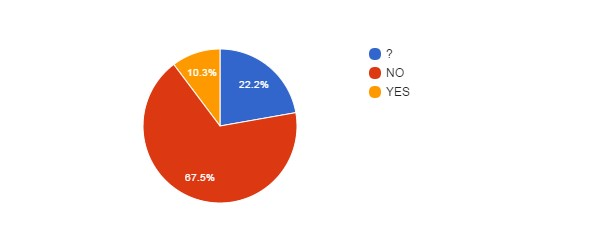 ?
NO
YES
10.3%
22.2%
67.5%